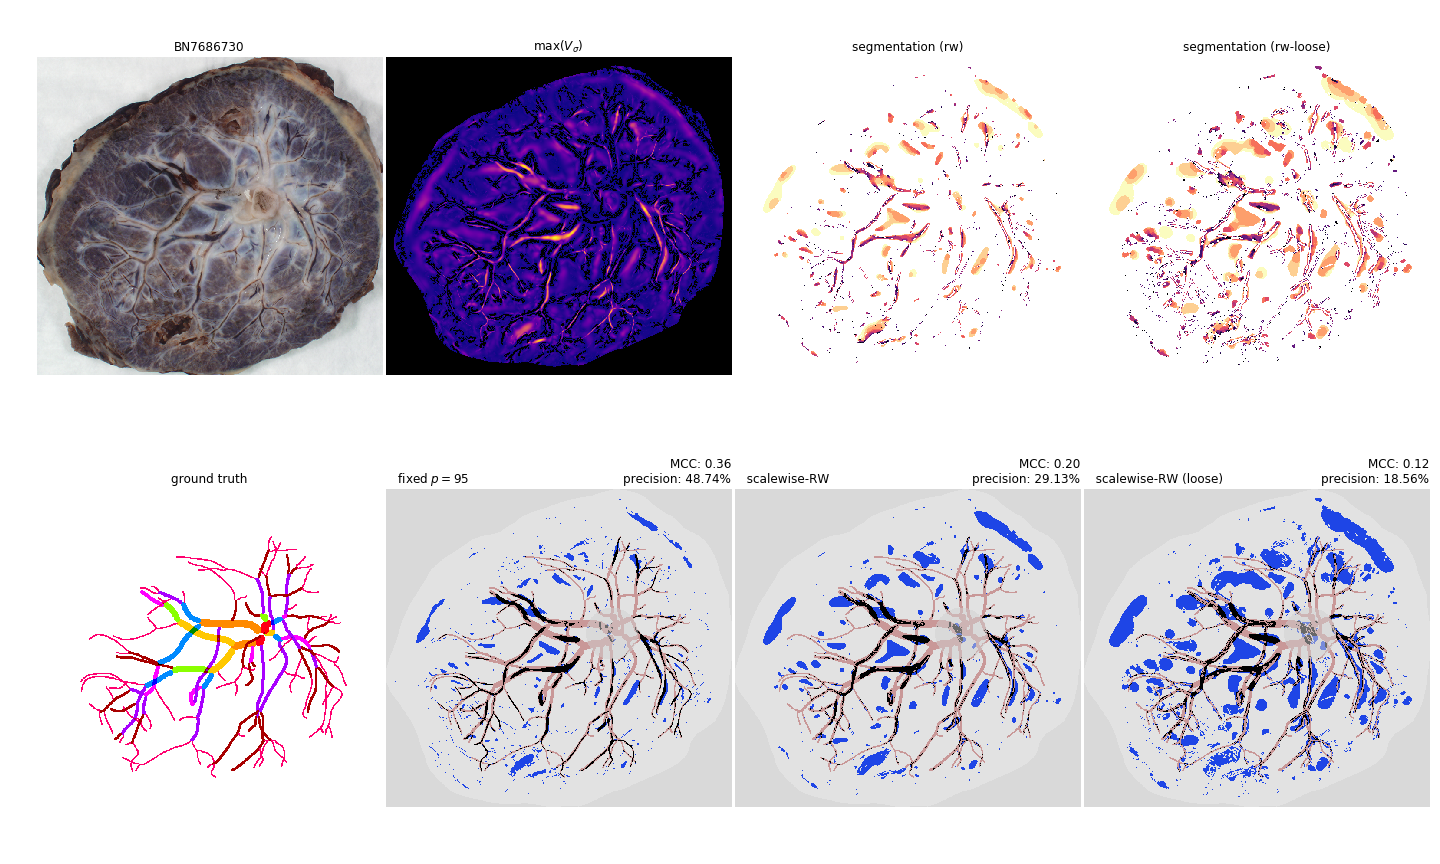 BN7686730
max(V_σ)
segmentation (rw)
segmentation (rw-loose)
ground truth
fixed p = 95
MCC: 0.36
precision: 48.74%
scalewise-RW
MCC: 0.20
precision: 29.13%
scalewise-RW (loose)
MCC: 0.12
precision: 18.56%